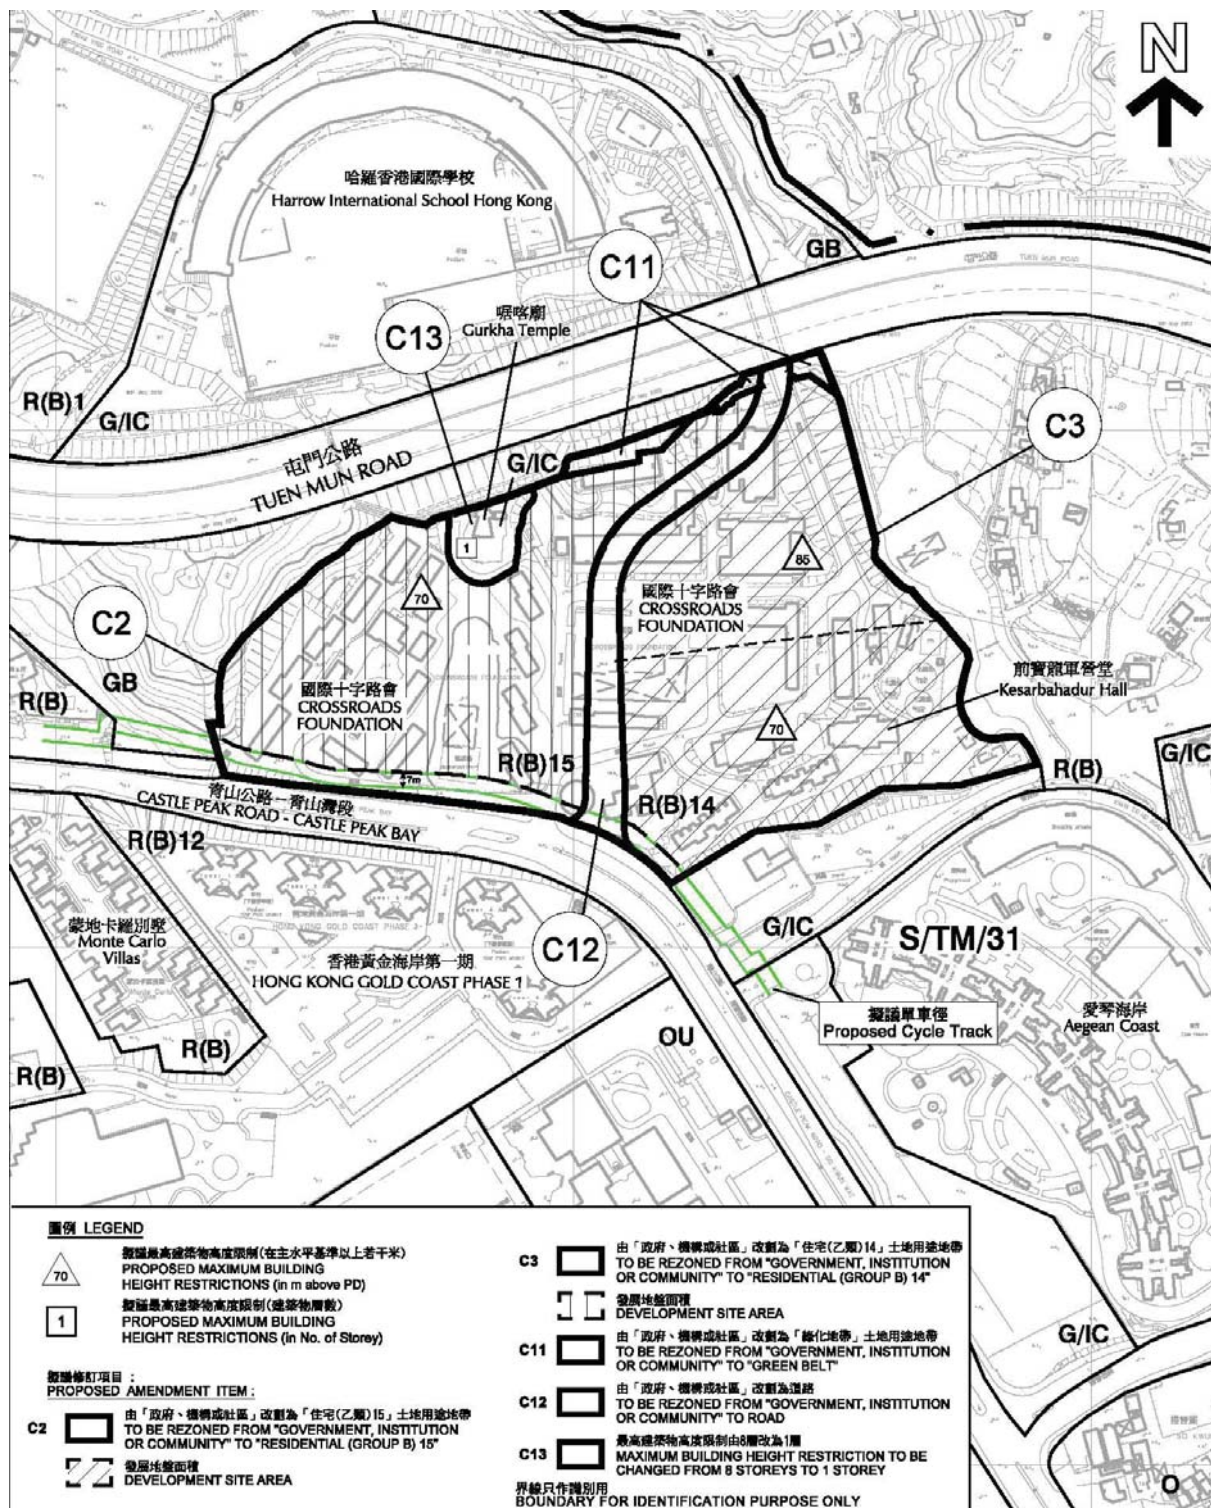 N
哈羅香港國際學校
Harrow International School Hong Kong
GB
C11
TUEN MUN ROAD
啹喀廟
Gurkha Temple
C13
R(B)1
G/IC
C3
屯門公路
TUEN MUN ROAD
G/IC
1
85
70
國際十字路會
CROSSROADS
FOUNDATION
C2
GB
R(B)
國際十字路會
CROSSROADS
FOUNDATION
前寶龍軍營堂
Kesarbahadur Hall
70
R(B)15
7m
R(B)
G/IC
R(B)14
青山公路－青山灣段
CASTLE PEAK ROAD - CASTLE PEAK BAY
R(B)12
蒙地卡羅別墅
Monte Carlo
Villas
香港黃金海岸第一期
HONG KONG GOLD COAST PHASE 1
C12
G/IC
S/TM/31
擬議單車徑
Proposed Cycle Track
愛琴海岸
Aegean Coast
R(B)
R(B)
OU
G/IC
O
圖例 LEGEND
70
擬議最高建築物高度限制(在主水平基準以上若干米)
PROPOSED MAXIMUM BUILDING
HEIGHT RESTRICTIONS (in m above PD)
1
擬議最高建築物高度限制(建築物層數)
PROPOSED MAXIMUM BUILDING
HEIGHT RESTRICTIONS (in No. of Storey)
擬議修訂項目：
PROPOSED AMENDMENT ITEM :
C2
由「政府、機構或社區」改劃為「住宅(乙類)15」土地用途地帶
TO BE REZONED FROM "GOVERNMENT, INSTITUTION
OR COMMUNITY" TO "RESIDENTIAL (GROUP B) 15"
發展地盤面積
DEVELOPMENT SITE AREA
C3
由「政府、機構或社區」改劃為「住宅(乙類)14」土地用途地帶
TO BE REZONED FROM "GOVERNMENT, INSTITUTION
OR COMMUNITY" TO "RESIDENTIAL (GROUP B) 14"
發展地盤面積
DEVELOPMENT SITE AREA
C11
由「政府、機構或社區」改劃為「綠化地帶」土地用途地帶
TO BE REZONED FROM "GOVERNMENT, INSTITUTION
OR COMMUNITY" TO "GREEN BELT"
C12
由「政府、機構或社區」改劃為道路
TO BE REZONED FROM "GOVERNMENT, INSTITUTION
OR COMMUNITY" TO ROAD
C13
最高建築物高度限制由8層改為1層
MAXIMUM BUILDING HEIGHT RESTRICTION TO BE
CHANGED FROM 8 STOREYS TO 1 STOREY
界線只作識別用
BOUNDARY FOR IDENTIFICATION PURPOSE ONLY